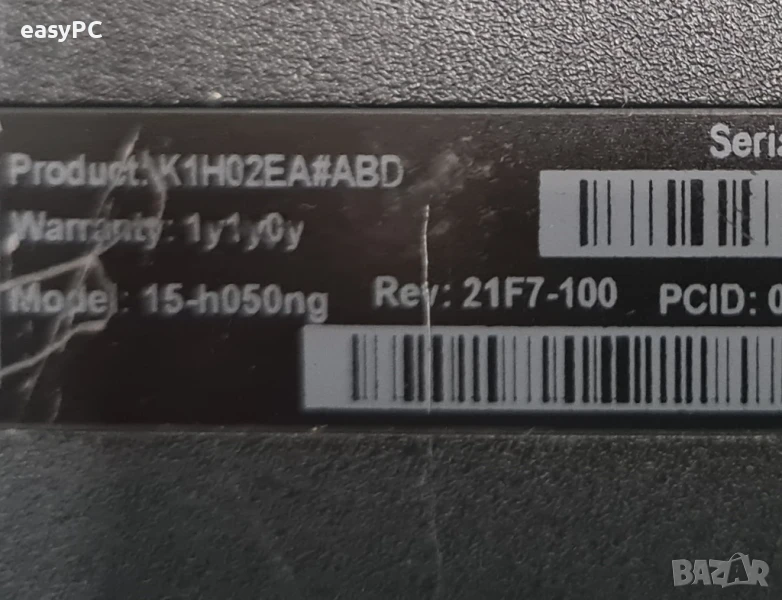 easyPC
Seria
Product: K1H02EA#ABD
Warranty: 1y1y0y
Model: 15-h050ng Rev: 21F7-100 PCID: 0
BAZAR